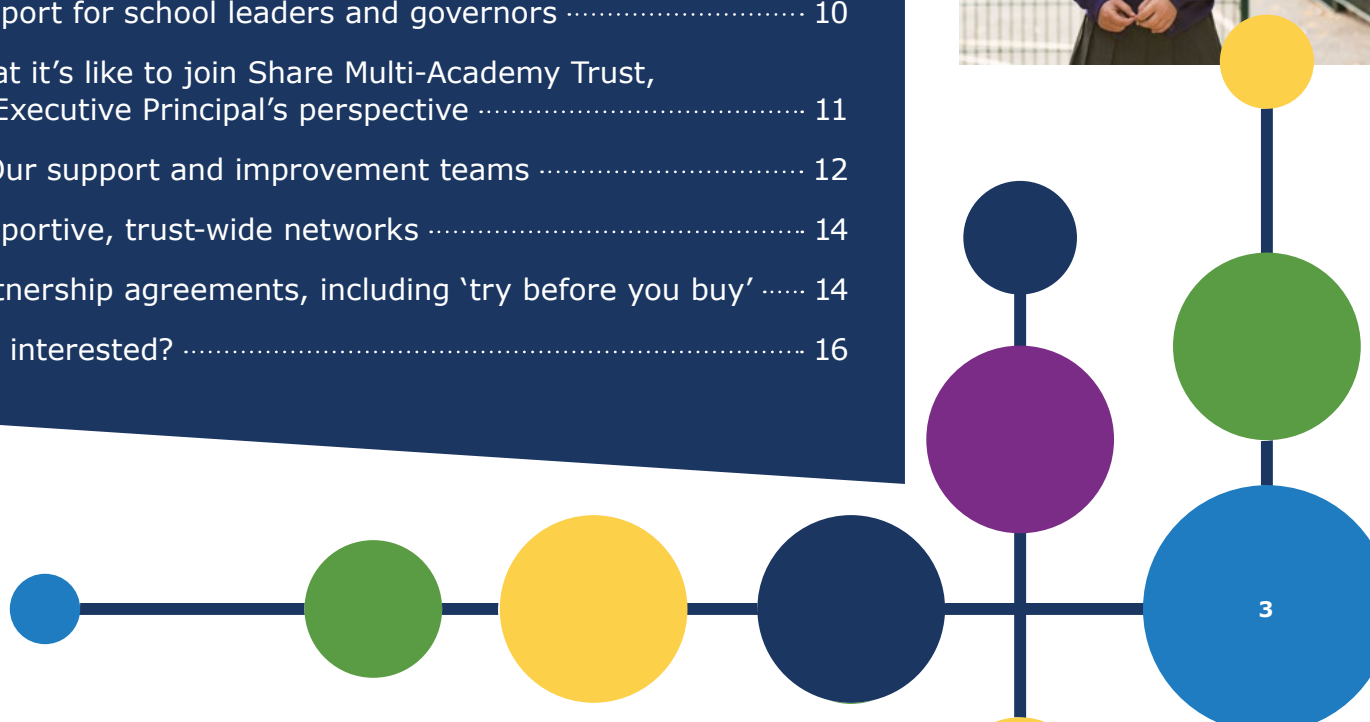 port for school leaders and governors 10
at it’s like to join Share Multi-Academy Trust,
Executive Principal’s perspective 11
Our support and improvement teams 12
portive, trust-wide networks 14
tnership agreements, including ‘try before you buy’ 14
interested? 16
3